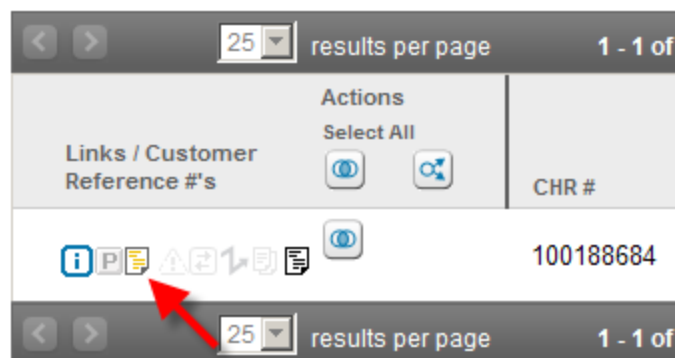 25 results per page 1 - 1 of
Actions
Select All
Links / Customer
Reference #'s
CHR #
i P 100188684
25 results per page 1 - 1 of